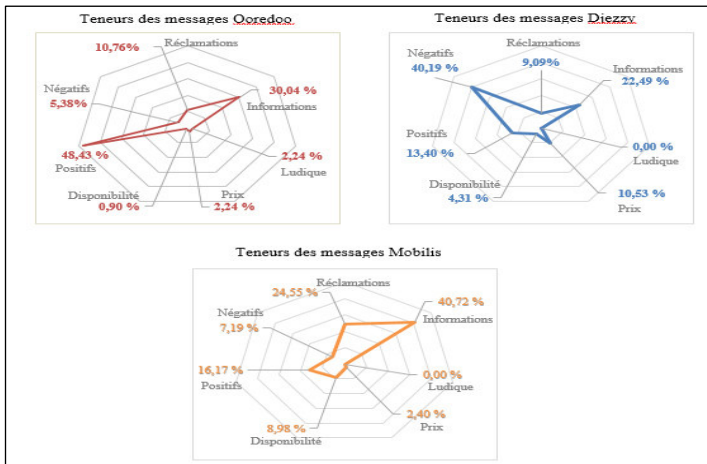 Teneurs des messages Ooredoo
Réclamations
10,76%
30,04 %
Informations
2,24 %
Ludique
Prix
2,24 %
Disponibilité
0,90 %
48,43 %
Positifs
Négatifs
5,38%
Teneurs des messages Djezzy
Réclamations
9,09%
Informations
22,49 %
0,00 %
Ludique
10,53 %
Prix
Disponibilité
4,31 %
Positifs
13,40 %
Négatifs
40,19 %
Teneurs des messages Mobilis
Réclamations
24,55 %
40,72 %
Informations
0,00 %
Ludique
2,40 %
Prix
8,98 %
Disponibilité
16,17 %
Positifs
Négatifs
7,19 %